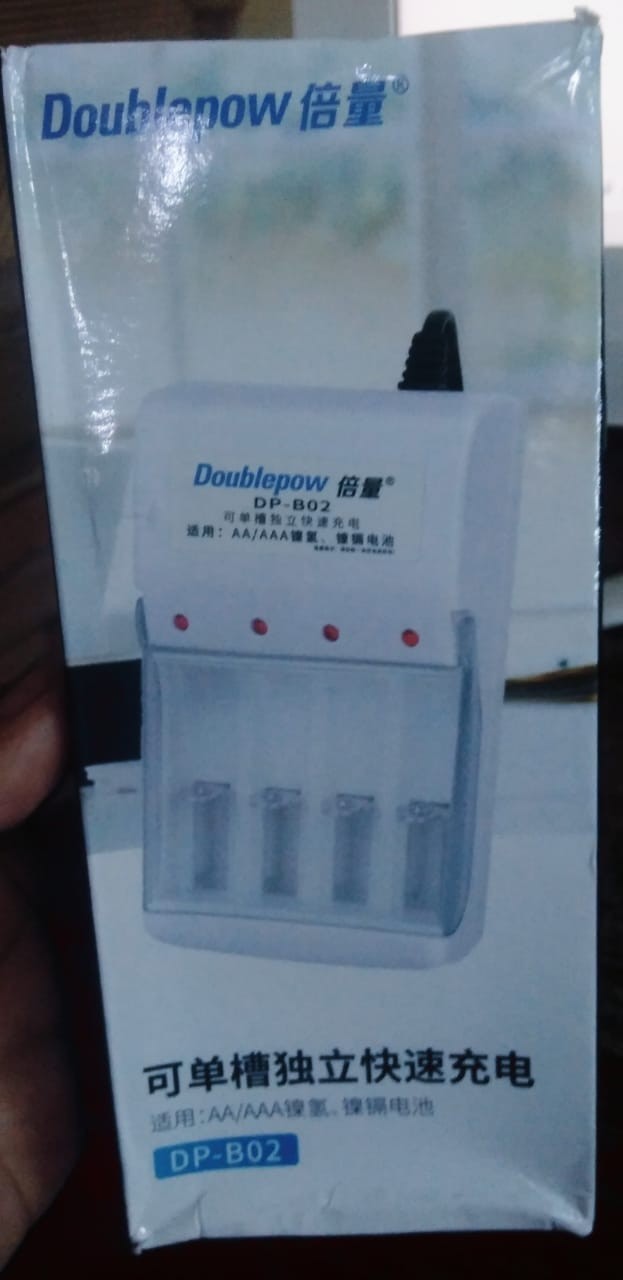 Doublepow 倍量®
Doublepow 倍量®
DP-B02
可单槽独立快速充电
适用：AA/AAA镍氢、镍镉电池
可单槽独立快速充电
适用:AA/AAA镍氢、镍镉电池
DP-B02